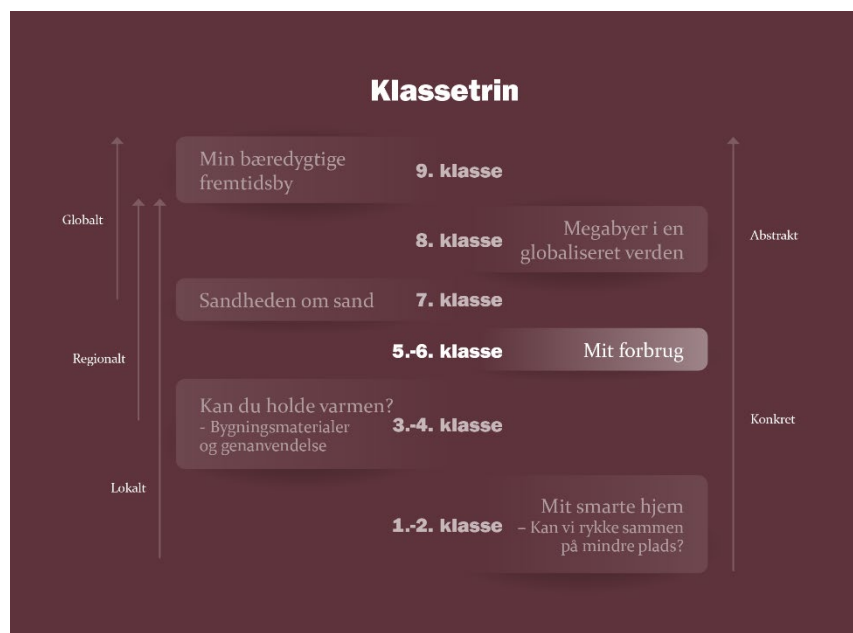 Klassetrin
Min bæredygtige
fremtidsby
9. klasse
Globalt
8. klasse
Megabyer i en
globaliseret verden
Abstrakt
Sandheden om sand
7. klasse
5.-6. klasse
Mit forbrug
Regionalt
Kan du holde varmen?
- Bygningsmaterialer
og genanvendelse
3.-4. klasse
Konkret
Lokalt
1.-2. klasse
Mit smarte hjem
– Kan vi rykke sammen
på mindre plads?